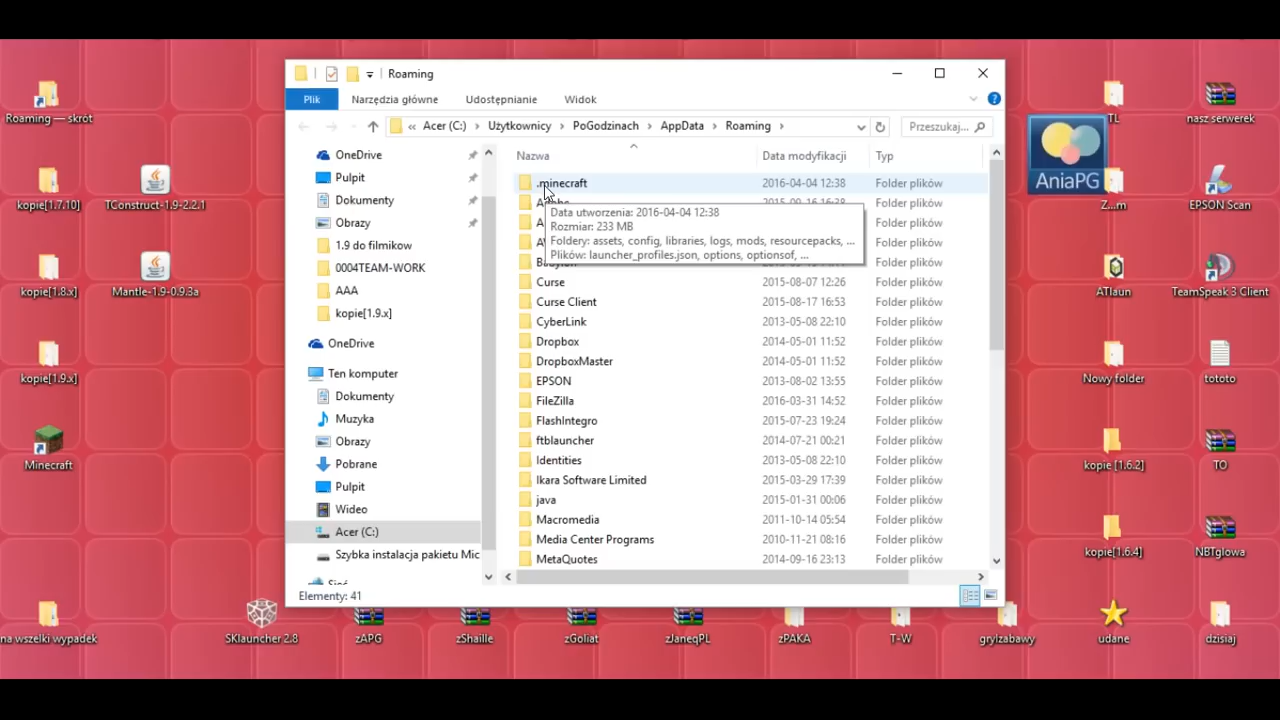 Roaming
Plik
Narzędzia główne
Udostępnianie
Widok
« Acer (C:) > Użytkownicy > PoGodzinach > AppData > Roaming >
Przeszukaj...
OneDrive
Pulpit
Dokumenty
Obrazy
1.9 do filmikow
0004TEAM-WORK
AAA
kopie[1.9.x]
OneDrive
Ten komputer
Dokumenty
Muzyka
Obrazy
Pobrane
Pulpit
Wideo
Acer (C:)
Szybka instalacja pakietu Mic
Sieć
Nazwa Data modyfikacji Typ
.minecraft 2016-04-04 12:38 Folder plików
Adobe 2015-09-16 16:38 Folder plików
Folder plików
Folder plików
Babylon Folder plików
Data utworzenia: 2016-04-04 12:38
Rozmiar: 233 MB
Foldery: assets, config, libraries, logs, mods, resourcepacks, ...
Plików: launcher_profiles.json, options, optionsof, ...
Curse 2015-08-07 12:26 Folder plików
Curse Client 2015-08-17 16:53 Folder plików
CyberLink 2013-05-08 22:10 Folder plików
Dropbox 2014-05-01 11:52 Folder plików
DropboxMaster 2014-05-01 11:52 Folder plików
EPSON 2013-08-02 13:55 Folder plików
FileZilla 2016-03-31 14:52 Folder plików
FlashIntegro 2015-07-23 19:24 Folder plików
ftblauncher 2014-07-21 00:21 Folder plików
Identities 2013-05-08 22:10 Folder plików
Ikara Software Limited 2015-03-29 17:39 Folder plików
java 2015-01-31 00:06 Folder plików
Macromedia 2011-10-14 05:54 Folder plików
Media Center Programs 2010-11-21 08:16 Folder plików
MetaQuotes 2014-09-16 23:13 Folder plików
Elementy: 41
Roaming — skrót
kopie[1.7.10]
TConstruct-1.9-2.2.1
kopie[1.8.x]
Mantle-1.9-0.9.3a
kopie[1.9.x]
Minecraft
na wszelki wypadek
SKlauncher 2.8
zAPG
zShaille
zGoliat
zJaneqPL
zPAKA
T-W
gryIzabawy
udane
dzisiaj
TL
nasz serwerek
AniaPG
Z...m
EPSON Scan
ATlaun
TeamSpeak 3 Client
Nowy folder
tototo
kopie [1.6.2]
TO
kopie[1.6.4]
NBTglowa